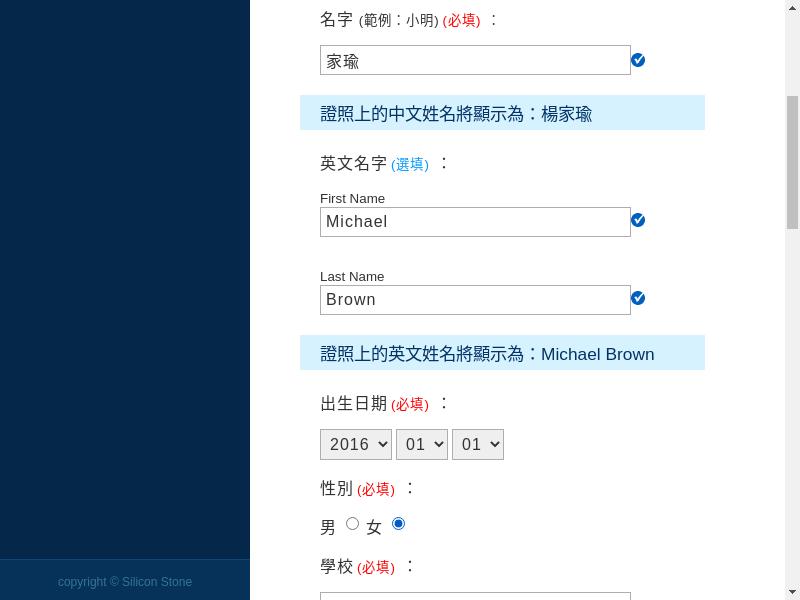 名字 (範例：小明) (必填) ：
家瑜
證照上的中文姓名將顯示為：楊家瑜
英文名字 (選填) ：
First Name
Michael
Last Name
Brown
證照上的英文姓名將顯示為：Michael Brown
出生日期 (必填) ：
2016 01 01
性別 (必填) ：
男 女
學校 (必填) ：
copyright © Silicon Stone